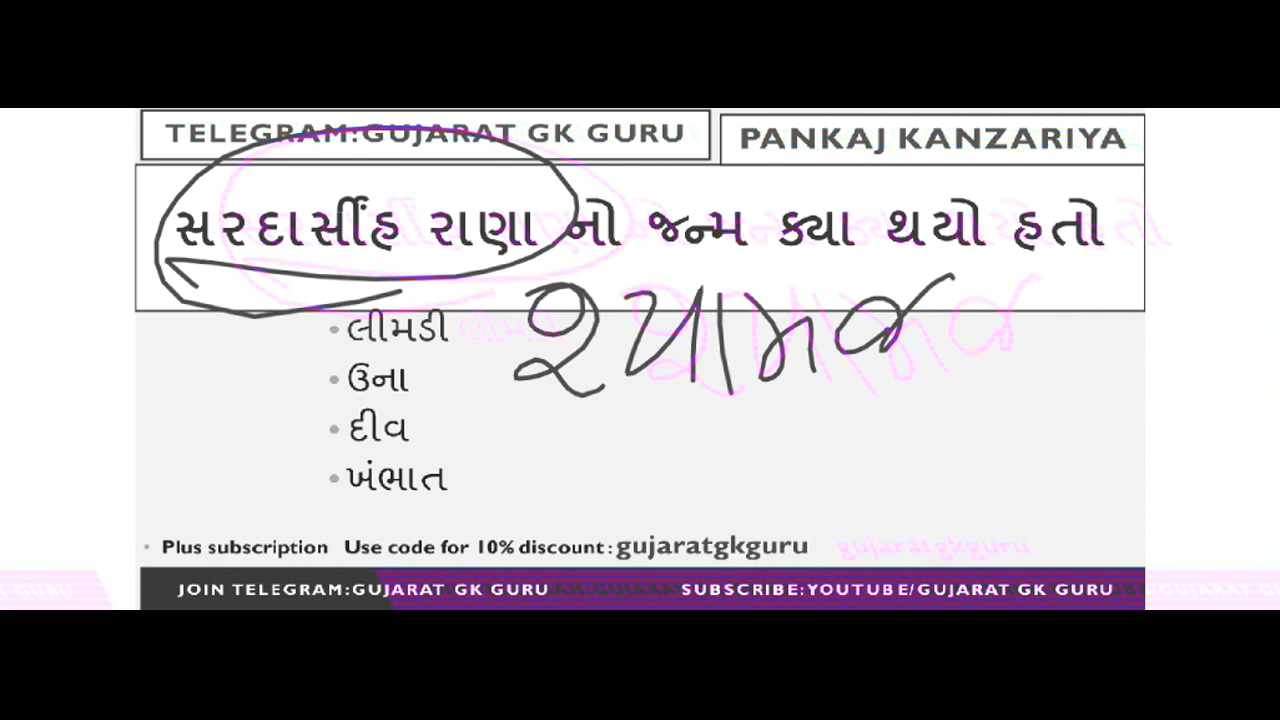 TELEGRAM:GUJARAT GK GURU
PANKAJ KANZARIYA
સરદાર્સીંહ રાણા નો જન્મ ક્યા થયો હતો
લીમડી
ઉના
દીવ
ખંભાત
Plus subscription Use code for 10% discount : gujaratgkguru
JOIN TELEGRAM:GUJARAT GK GURU
SUBSCRIBE:YOUTUBE/GUJARAT GK GURU